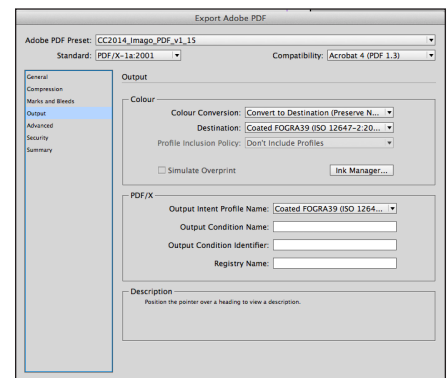 Export Adobe PDF
Adobe PDF Preset: CC2014_Imago_PDF_v1_15
Standard: PDF/X-1a:2001 Compatibility: Acrobat 4 (PDF 1.3)
General
Compression
Marks and Bleeds
Output
Advanced
Security
Summary
Output
Colour
Colour Conversion: Convert to Destination (Preserve N...
Destination: Coated FOGRA39 (ISO 12647-2:20...
Profile Inclusion Policy: Don't Include Profiles
Simulate Overprint Ink Manager...
PDF/X
Output Intent Profile Name: Coated FOGRA39 (ISO 1264...
Output Condition Name:
Output Condition Identifier:
Registry Name:
Description
Position the pointer over a heading to view a description.